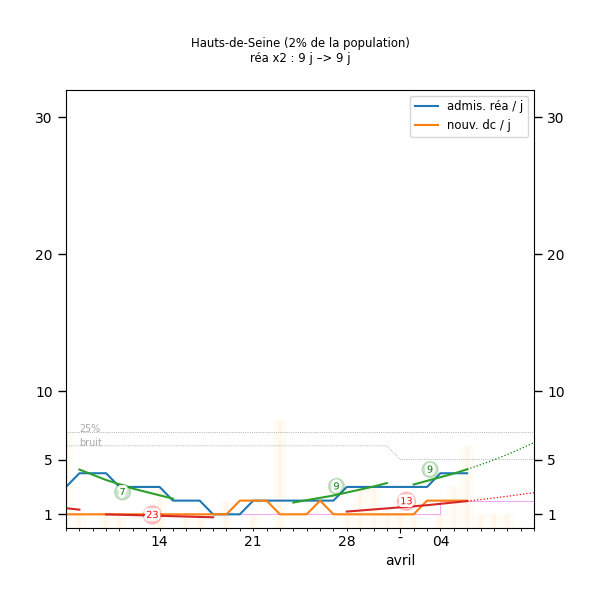 Hauts-de-Seine (2% de la population)
réa x2 : 9 j –> 9 j
admis. réa / j
nouv. dc / j
30 30
20 20
10 10
25%
bruit
5 5
9
9
7
13
23
1 1
14 21 28 - 04
avril